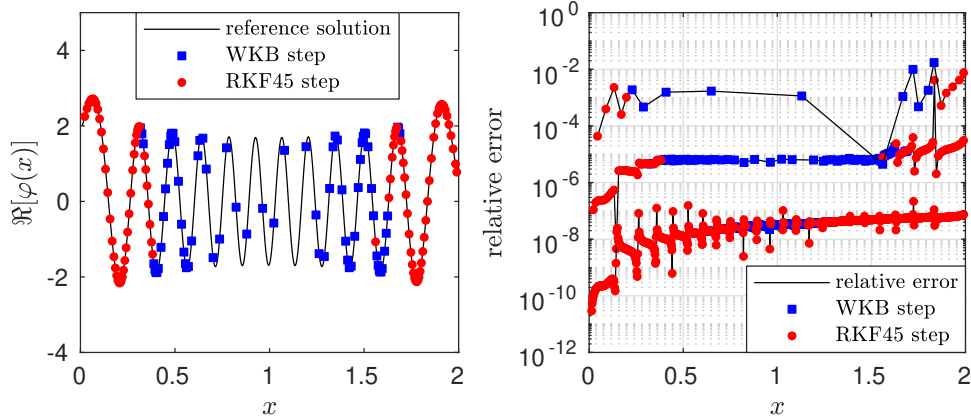 4
2
0
-2
-4
0
0.5
1
1.5
2
x
ℜ[φ(x)]
reference solution
WKB step
RKF45 step
10^0
10^-2
10^-4
10^-6
10^-8
10^-10
10^-12
0
0.5
1
1.5
2
x
relative error
relative error
WKB step
RKF45 step